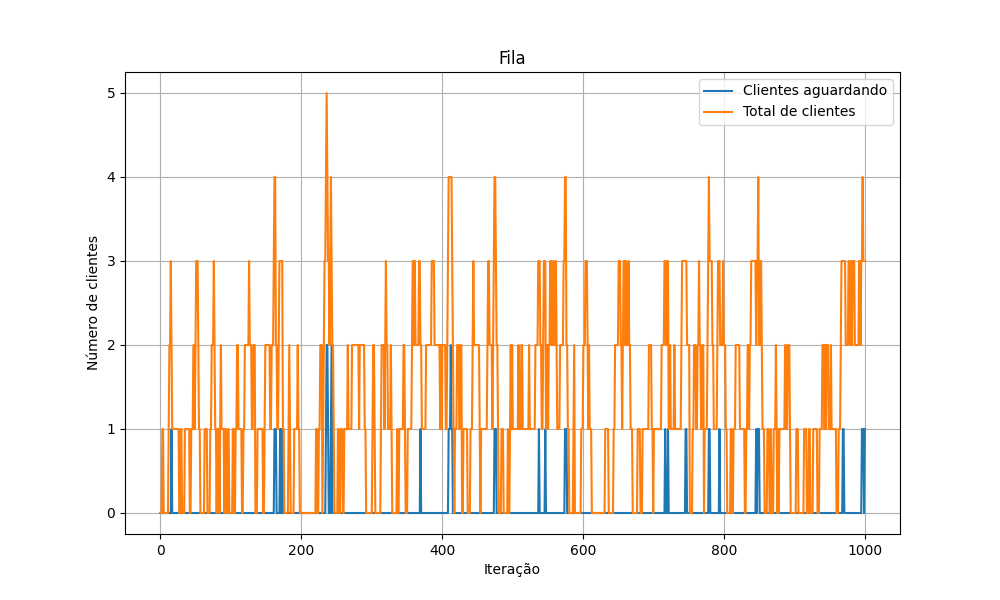 Fila
Clientes aguardando
Total de clientes
5
4
3
2
1
0
Número de clientes
0 200 400 600 800 1000
Iteração